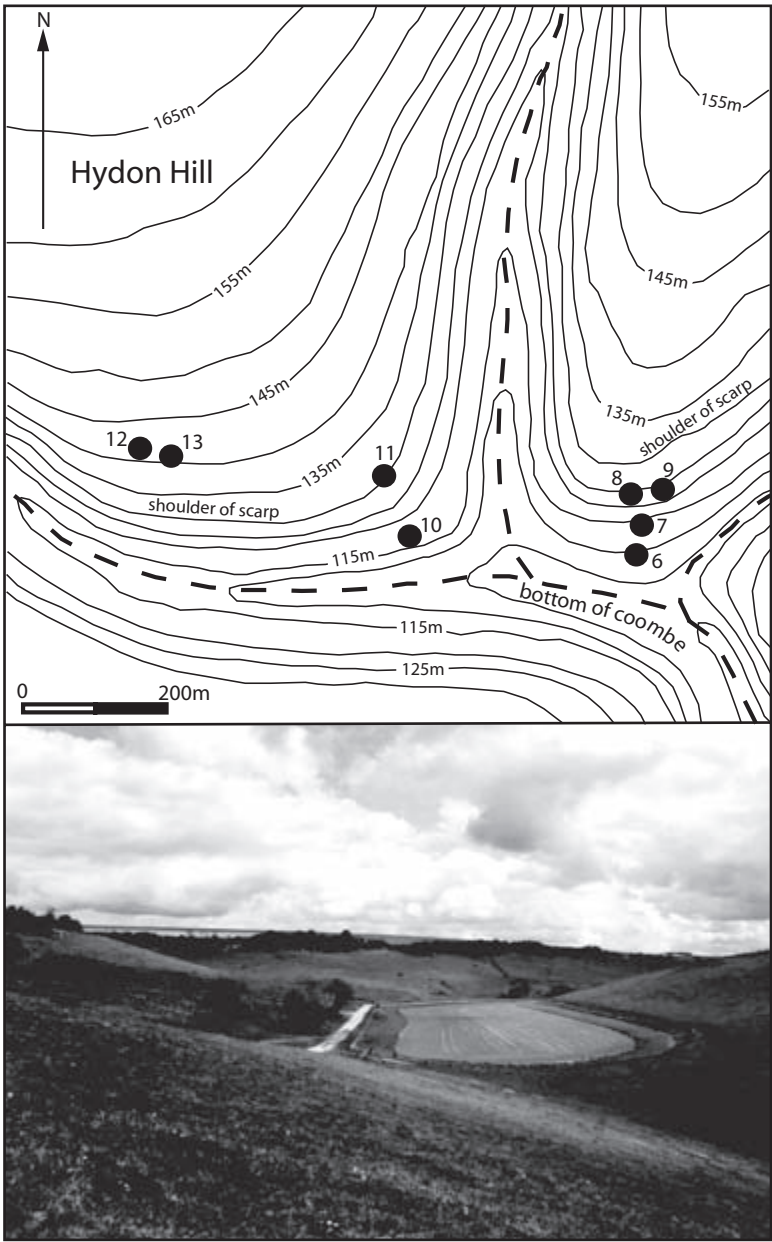 N
165m
155m
Hydon Hill
155m
145m
145m
135m
shoulder of scarp
12
13
11
135m
8
9
shoulder of scarp
10
7
115m
6
bottom of coombe
115m
0
200m
125m